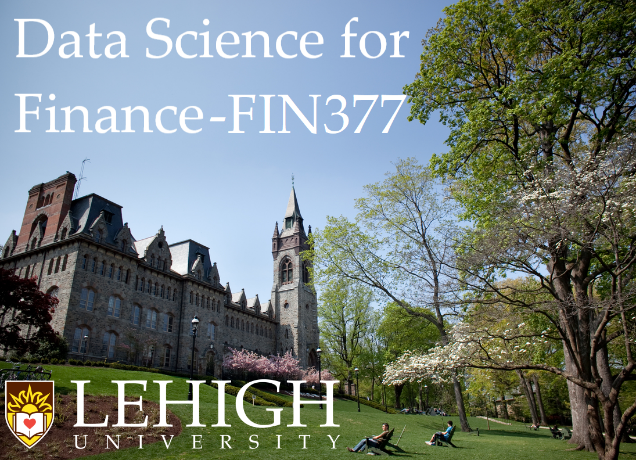 Data Science for
Finance-FIN377
LEHIGH
UNIVERSITY